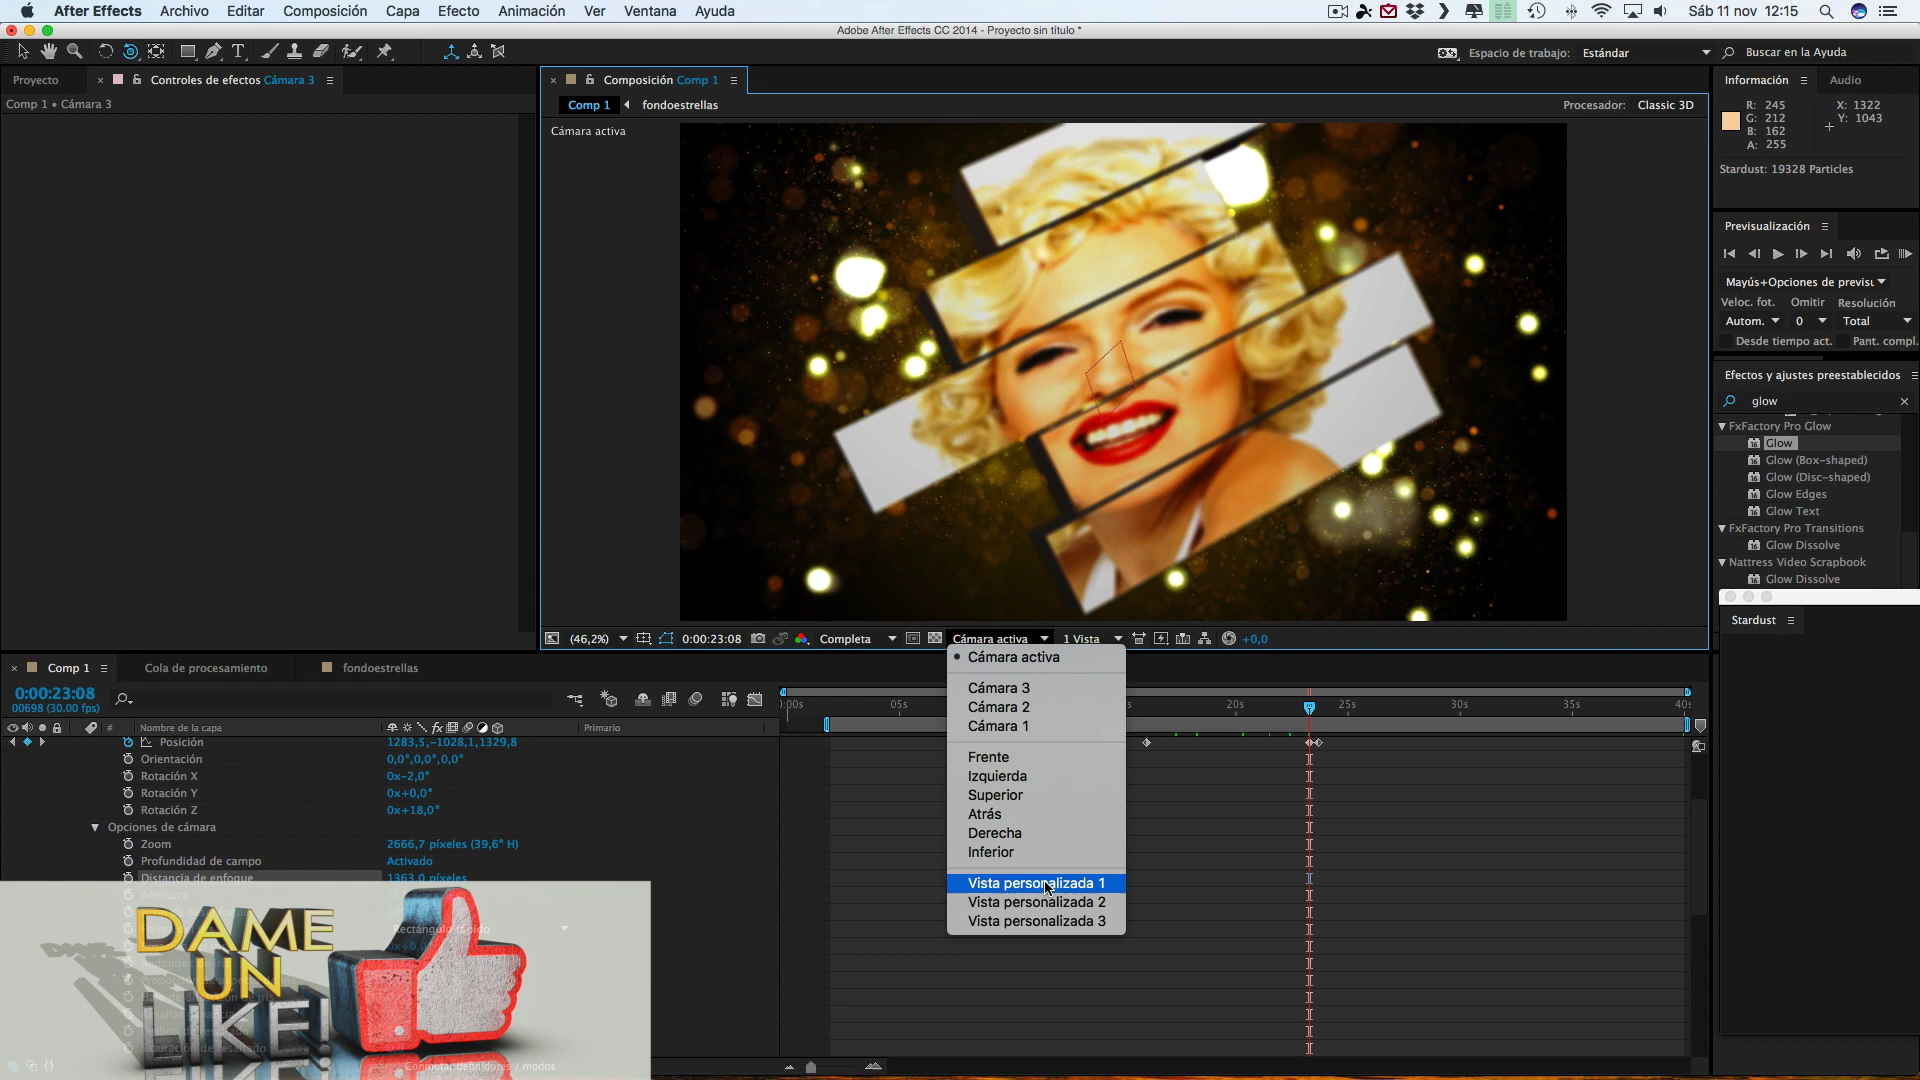 After Effects Archivo Editar Composición Capa Efecto Animación Ver Ventana Ayuda Sáb 11 nov 12:15
Adobe After Effects CC 2014 - Proyecto sin título *
Espacio de trabajo: Estándar Buscar en la Ayuda
Proyecto × Controles de efectos Cámara 3
Comp 1 • Cámara 3
× Composición Comp 1
Comp 1 fondoestrellas Procesador: Classic 3D
Cámara activa
Información Audio
R: 245 X: 1322
G: 212 Y: 1043
B: 162
A: 255
Stardust: 19328 Particles
Previsualización
Mayús+Opciones de previsu
Veloc. fot. Omitir Resolución
Autom. 0 Total
Desde tiempo act. Pant. compl.
Efectos y ajustes preestablecidos
glow
FxFactory Pro Glow
Glow
Glow (Box-shaped)
Glow (Disc-shaped)
Glow Edges
Glow Text
FxFactory Pro Transitions
Glow Dissolve
Nattress Video Scrapbook
Glow Dissolve
Stardust
(46,2%) 0:00:23:08 Completa Cámara activa 1 Vista +0,0
Cámara activa
Cámara 3
Cámara 2
Cámara 1
Frente
Izquierda
Superior
Atrás
Derecha
Inferior
Vista personalizada 1
Vista personalizada 2
Vista personalizada 3
× Comp 1 Cola de procesamiento fondoestrellas
0:00:23:08
00698 (30.00 fps)
:00s 05s 20s 25s 30s 35s
# Nombre de la capa Primario
Posición 1283,5,-1028,1,1329,8
Orientación 0,0°,0,0°,0,0°
Rotación X 0x-2,0°
Rotación Y 0x+0,0°
Rotación Z 0x+18,0°
Opciones de cámara
Zoom 2666,7 píxeles (39,6° H)
Profundidad de campo Activado
Distancia de enfoque 1363,0 píxeles
Abertura
Rectángulo rápido
DAME
UN
LIKE!
Conmutar definidores / modos